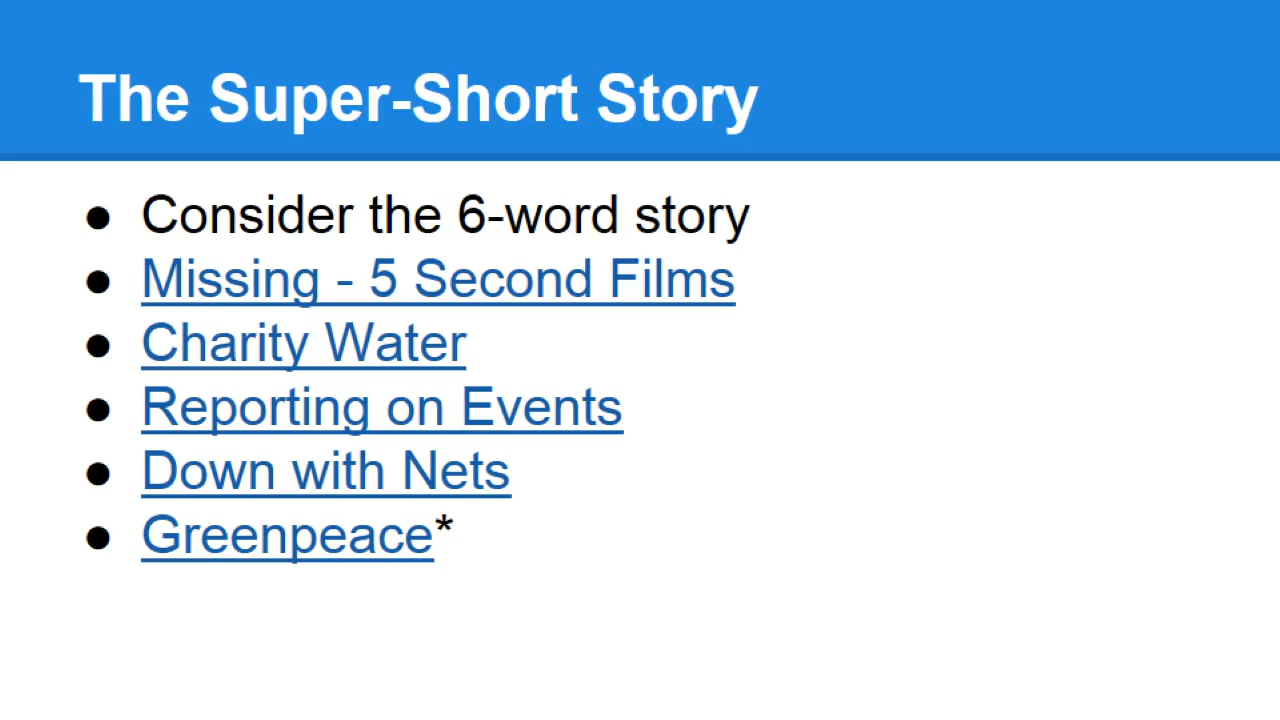 The Super-Short Story
● Consider the 6-word story
● Missing - 5 Second Films
● Charity Water
● Reporting on Events
● Down with Nets
● Greenpeace*